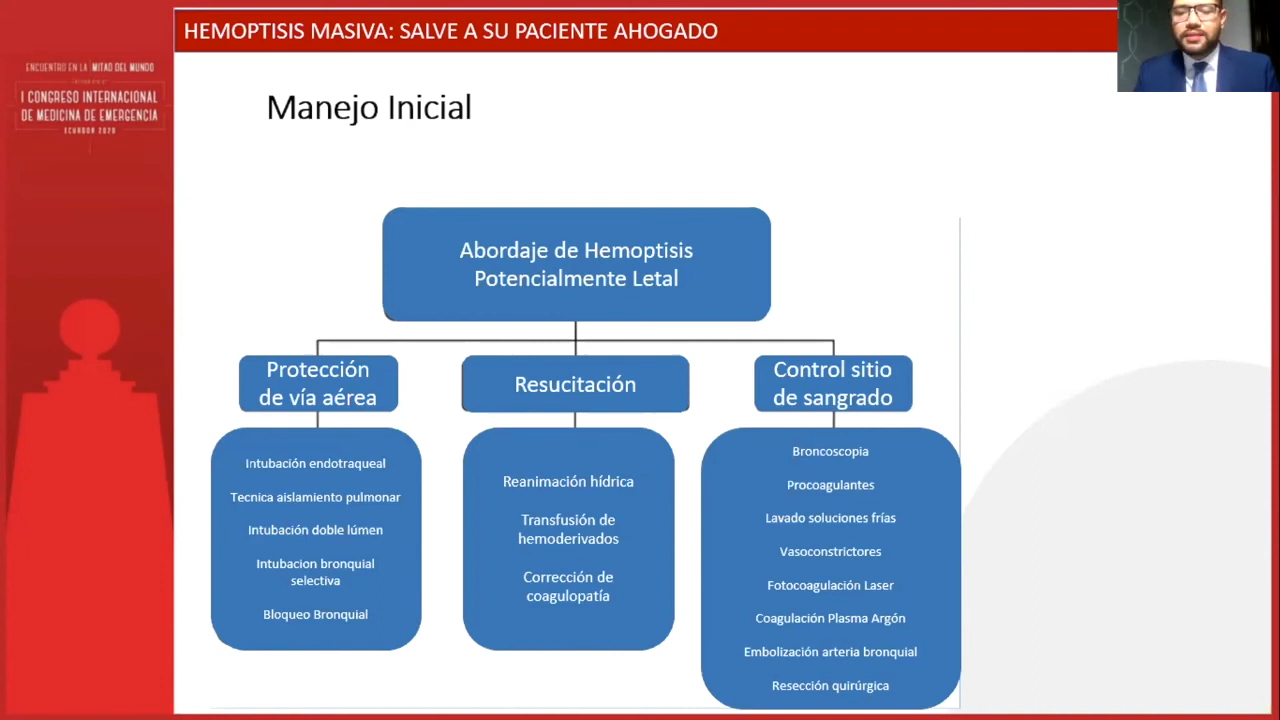 HEMOPTISIS MASIVA: SALVE A SU PACIENTE AHOGADO
ENCUENTRO EN LA MITAD DEL MUNDO
I CONGRESO INTERNACIONAL
DE MEDICINA DE EMERGENCIA
ECUADOR 2020
Manejo Inicial
Abordaje de Hemoptisis
Potencialmente Letal
Protección
de vía aérea
Intubación endotraqueal
Tecnica aislamiento pulmonar
Intubación doble lúmen
Intubacion bronquial
selectiva
Bloqueo Bronquial
Resucitación
Reanimación hídrica
Transfusión de
hemoderivados
Corrección de
coagulopatía
Control sitio
de sangrado
Broncoscopia
Procoagulantes
Lavado soluciones frías
Vasoconstrictores
Fotocoagulación Laser
Coagulación Plasma Argón
Embolización arteria bronquial
Resección quirúrgica